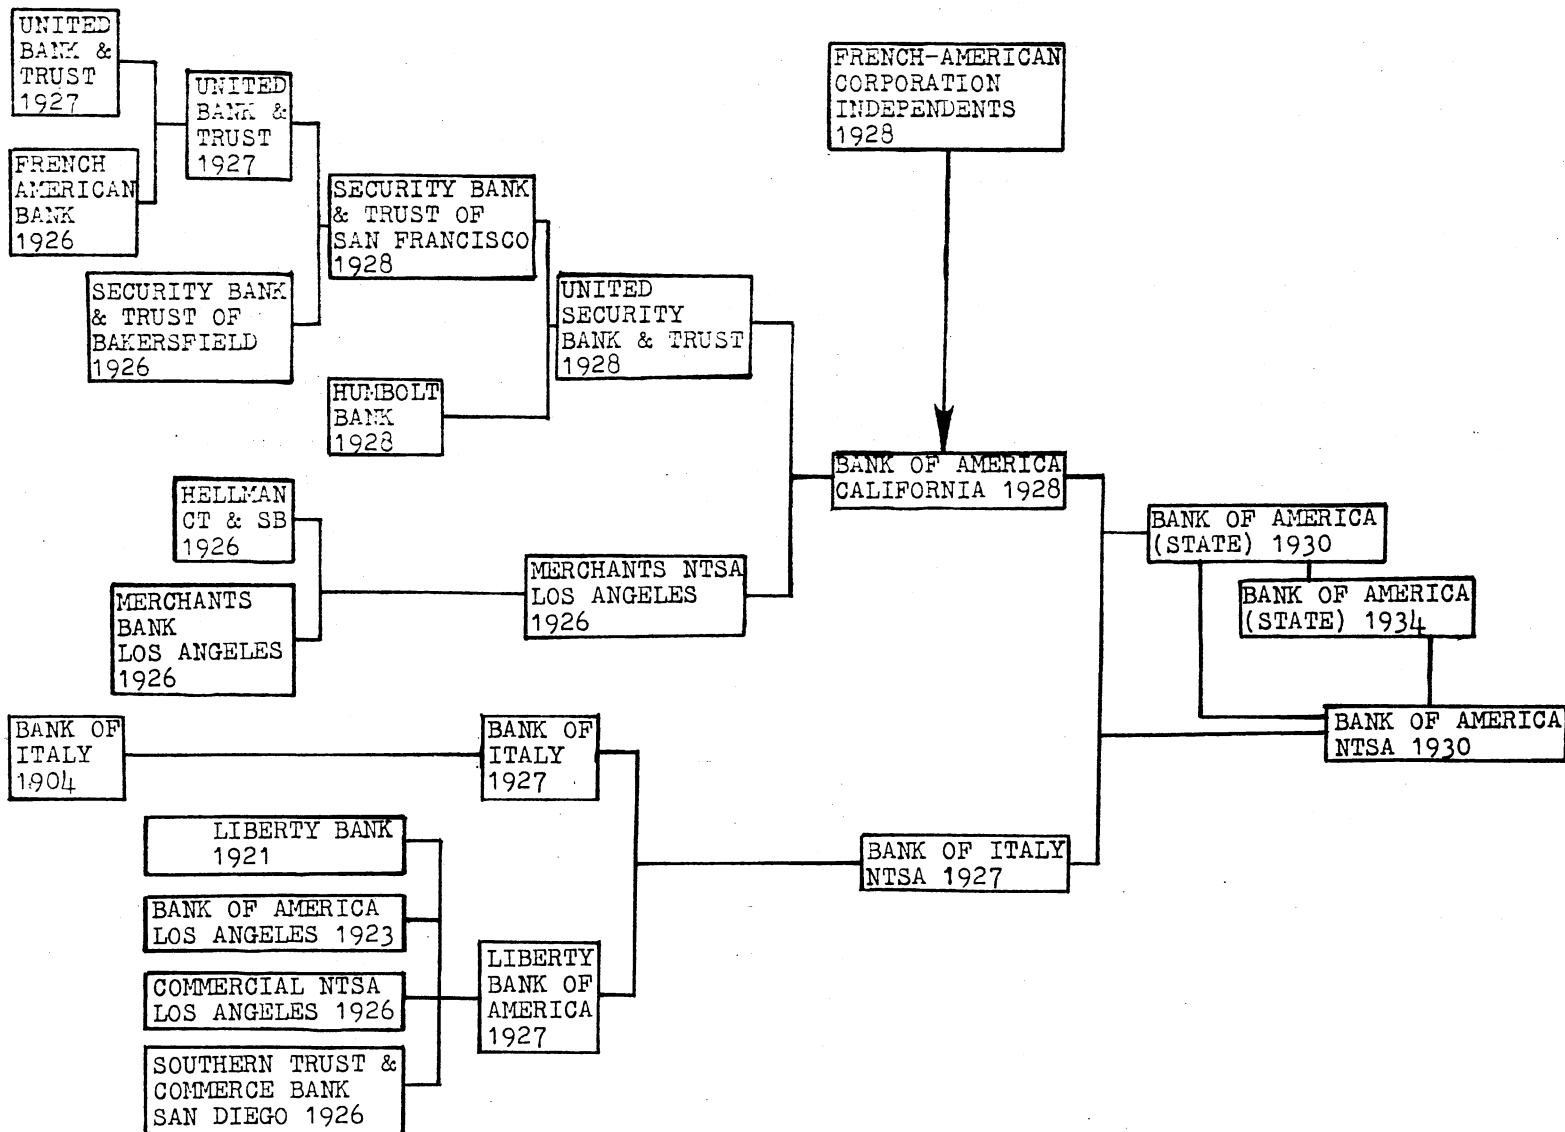 UNITED
BANK &
TRUST
1927
FRENCH
AMERICAN
BANK
1926
UNITED
BANK &
TRUST
1927
SECURITY BANK
& TRUST OF
BAKERSFIELD
1926
SECURITY BANK
& TRUST OF
SAN FRANCISCO
1928
HUMBOLT
BANK
1928
UNITED
SECURITY
BANK & TRUST
1928
FRENCH-AMERICAN
CORPORATION
INDEPENDENTS
1928
HELLMAN
CT & SB
1926
MERCHANTS
BANK
LOS ANGELES
1926
MERCHANTS NTSA
LOS ANGELES
1926
BANK OF AMERICA
CALIFORNIA 1928
BANK OF AMERICA
(STATE) 1930
BANK OF AMERICA
(STATE) 1934
BANK OF AMERICA
NTSA 1930
BANK OF
ITALY
1904
BANK OF
ITALY
1927
LIBERTY BANK
1921
BANK OF AMERICA
LOS ANGELES 1923
COMMERCIAL NTSA
LOS ANGELES 1926
SOUTHERN TRUST &
COMMERCE BANK
SAN DIEGO 1926
LIBERTY
BANK OF
AMERICA
1927
BANK OF ITALY
NTSA 1927